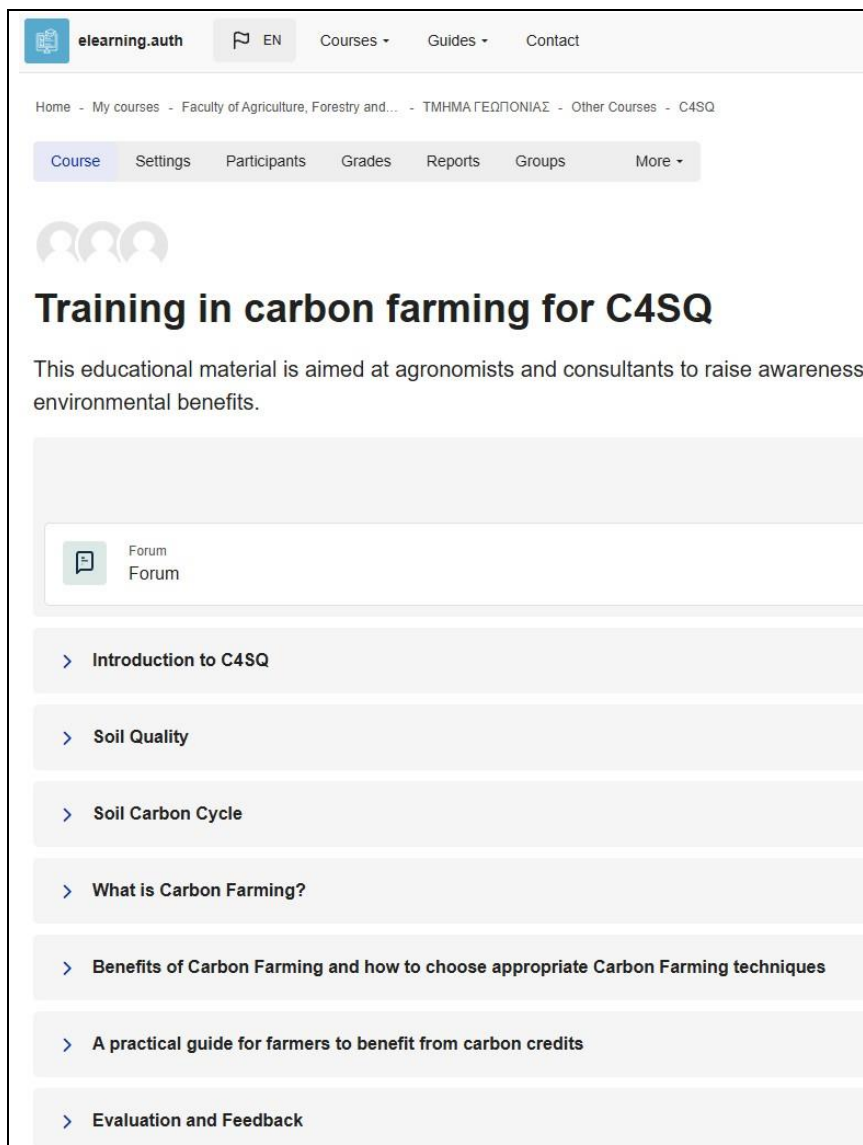 elearning.auth EN Courses Guides Contact
Home - My courses - Faculty of Agriculture, Forestry and... - ΤΜΗΜΑ ΓΕΩΠΟΝΙΑΣ - Other Courses - C4SQ
Course Settings Participants Grades Reports Groups More
Training in carbon farming for C4SQ
This educational material is aimed at agronomists and consultants to raise awareness
environmental benefits.
Forum
Forum
Introduction to C4SQ
Soil Quality
Soil Carbon Cycle
What is Carbon Farming?
Benefits of Carbon Farming and how to choose appropriate Carbon Farming techniques
A practical guide for farmers to benefit from carbon credits
Evaluation and Feedback